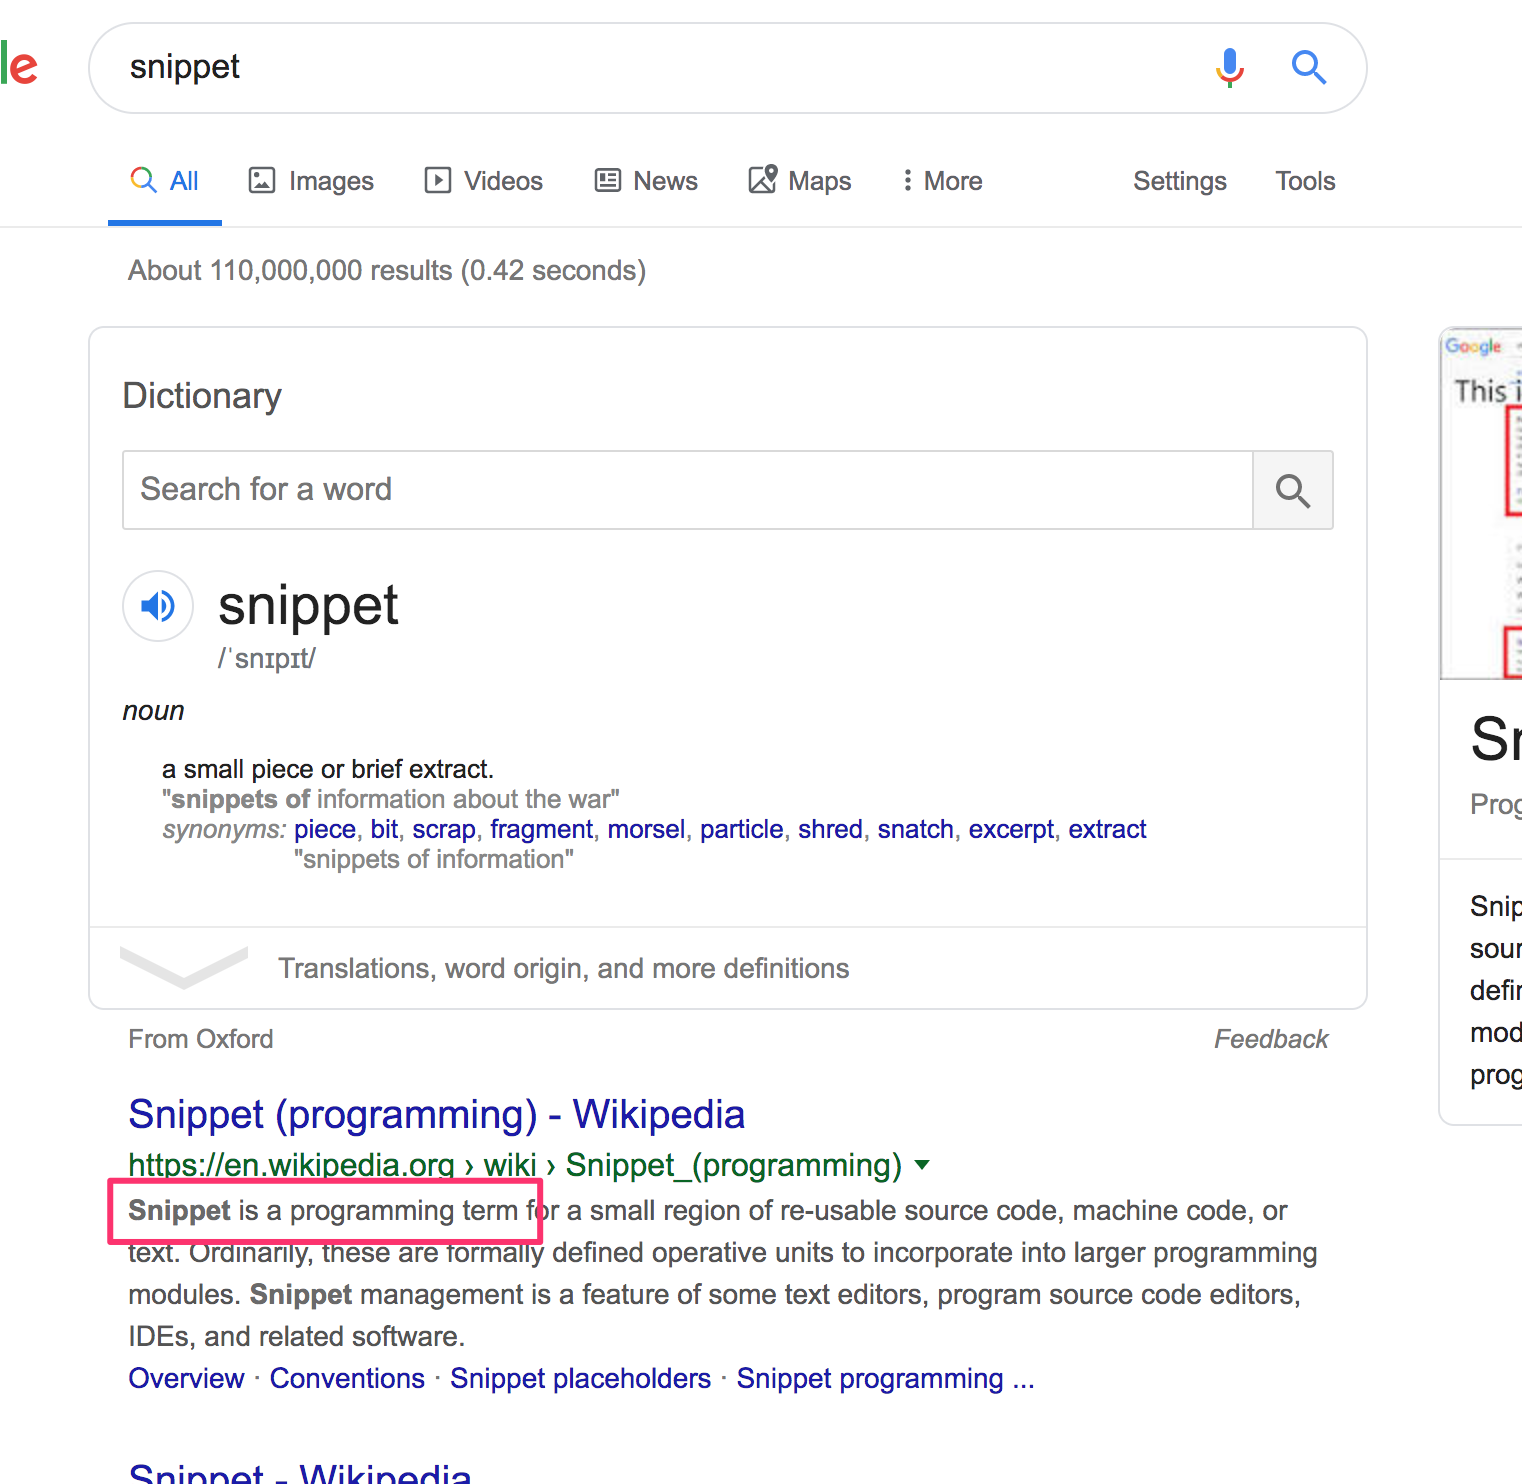 le
snippet
All Images Videos News Maps More Settings Tools
About 110,000,000 results (0.42 seconds)
Dictionary
Search for a word
snippet
/ˈsnɪpɪt/
noun
a small piece or brief extract.
"snippets of information about the war"
synonyms: piece, bit, scrap, fragment, morsel, particle, shred, snatch, excerpt, extract
"snippets of information"
Translations, word origin, and more definitions
From Oxford
Feedback
Snippet (programming) - Wikipedia
https://en.wikipedia.org › wiki › Snippet_(programming)
Snippet is a programming term for a small region of re-usable source code, machine code, or
text. Ordinarily, these are formally defined operative units to incorporate into larger programming
modules. Snippet management is a feature of some text editors, program source code editors,
IDEs, and related software.
Overview · Conventions · Snippet placeholders · Snippet programming ...
Snippet - Wikipedia
Google
This i
Sn
Prog
Snip
sour
defin
mod
prog